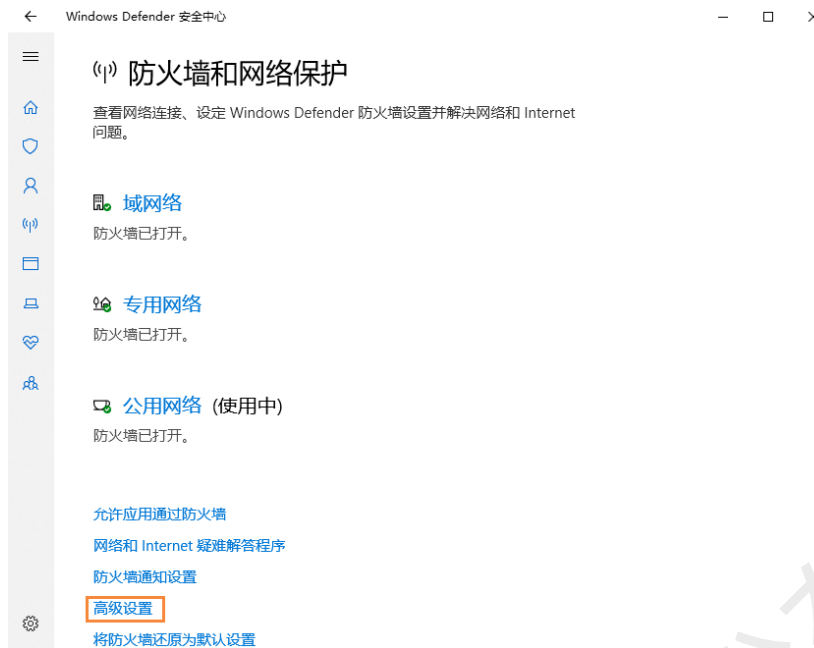 Windows Defender 安全中心
防火墙和网络保护
查看网络连接、设定 Windows Defender 防火墙设置并解决网络和 Internet
问题。
域网络
防火墙已打开。
专用网络
防火墙已打开。
公用网络 (使用中)
防火墙已打开。
允许应用通过防火墙
网络和 Internet 疑难解答程序
防火墙通知设置
高级设置
将防火墙还原为默认设置